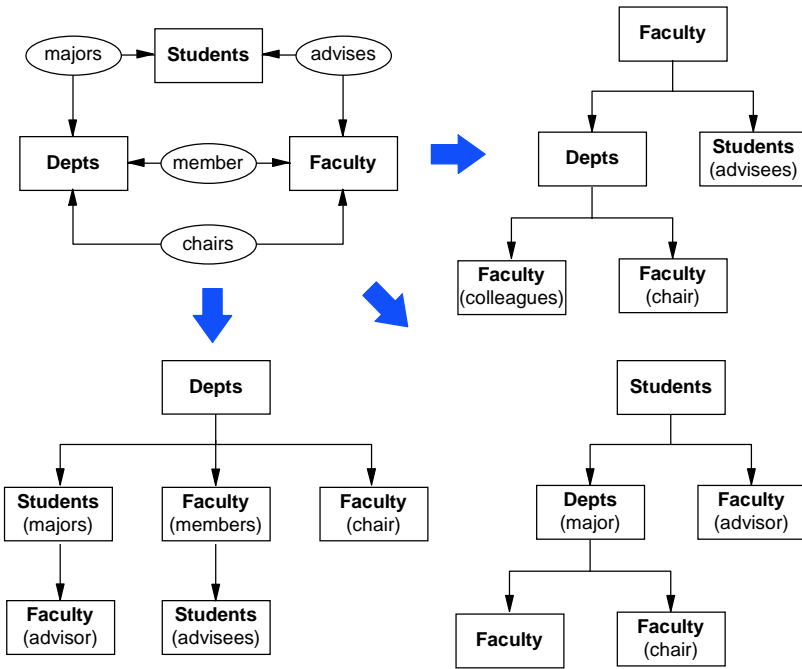 majors
Students
advises
Depts
member
Faculty
chairs
Faculty
Depts
Students
(advisees)
Faculty
(colleagues)
Faculty
(chair)
Depts
Students
(majors)
Faculty
(members)
Faculty
(chair)
Faculty
(advisor)
Students
(advisees)
Students
Depts
(major)
Faculty
(advisor)
Faculty
Faculty
(chair)